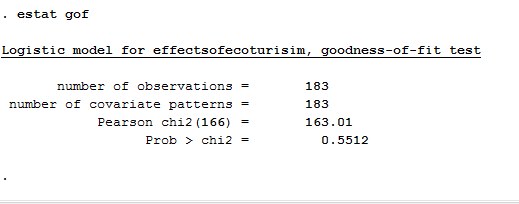 . estat gof
Logistic model for effectsofecoturisim, goodness-of-fit test
number of observations = 183
number of covariate patterns = 183
Pearson chi2(166) = 163.01
Prob > chi2 = 0.5512
.